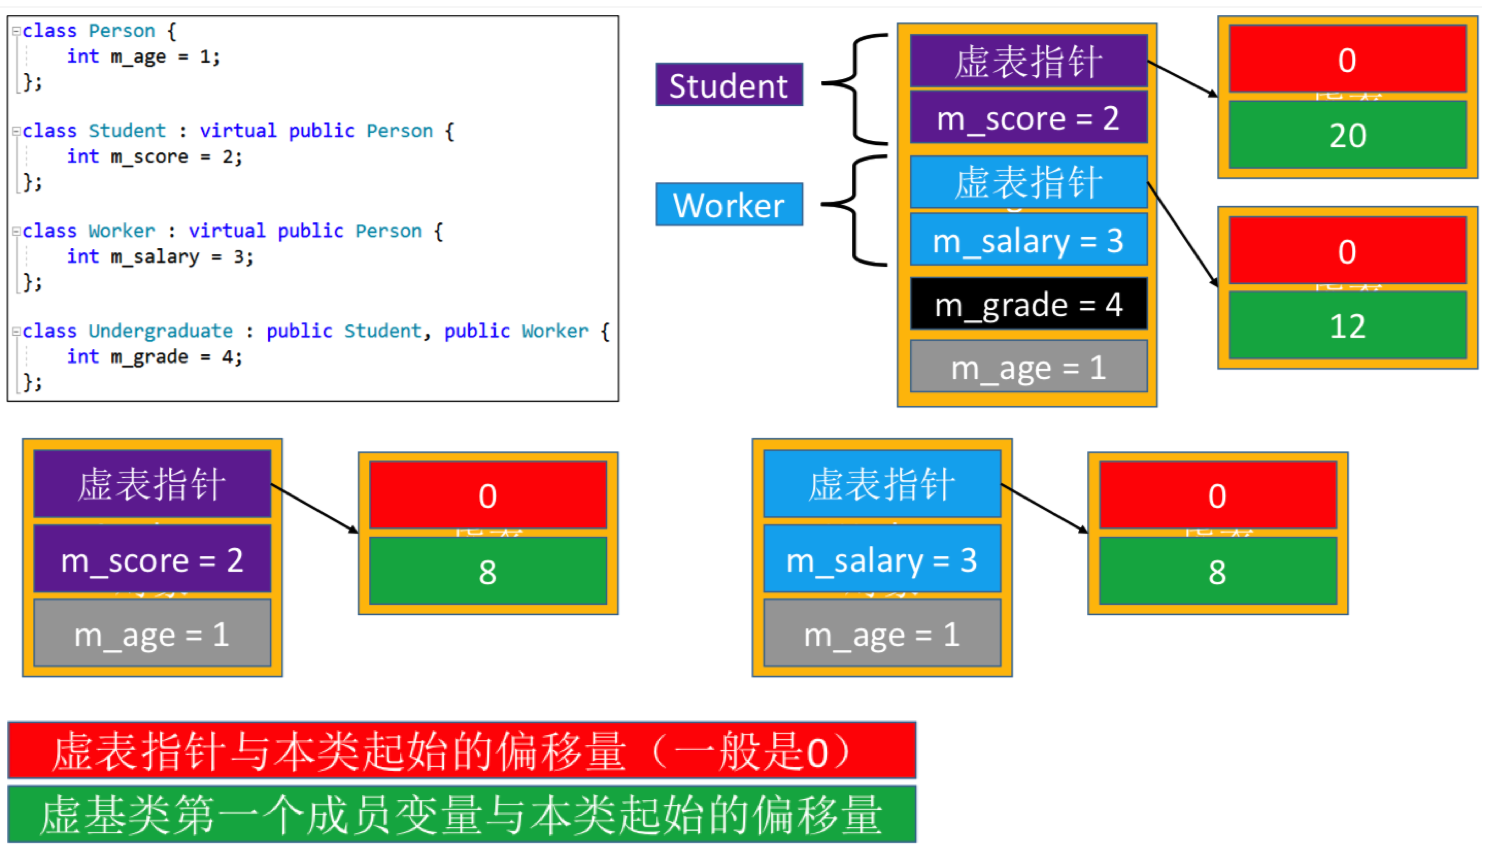 class Person {
    int m_age = 1;
};
class Student : virtual public Person {
    int m_score = 2;
};
class Worker : virtual public Person {
    int m_salary = 3;
};
class Undergraduate : public Student, public Worker {
    int m_grade = 4;
};
Student
Worker
虚表指针
m_score = 2
虚表指针
m_salary = 3
m_grade = 4
m_age = 1
0
20
0
12
虚表指针
m_score = 2
m_age = 1
0
8
虚表指针
m_salary = 3
m_age = 1
0
8
虚表指针与本类起始的偏移量（一般是0）
虚基类第一个成员变量与本类起始的偏移量